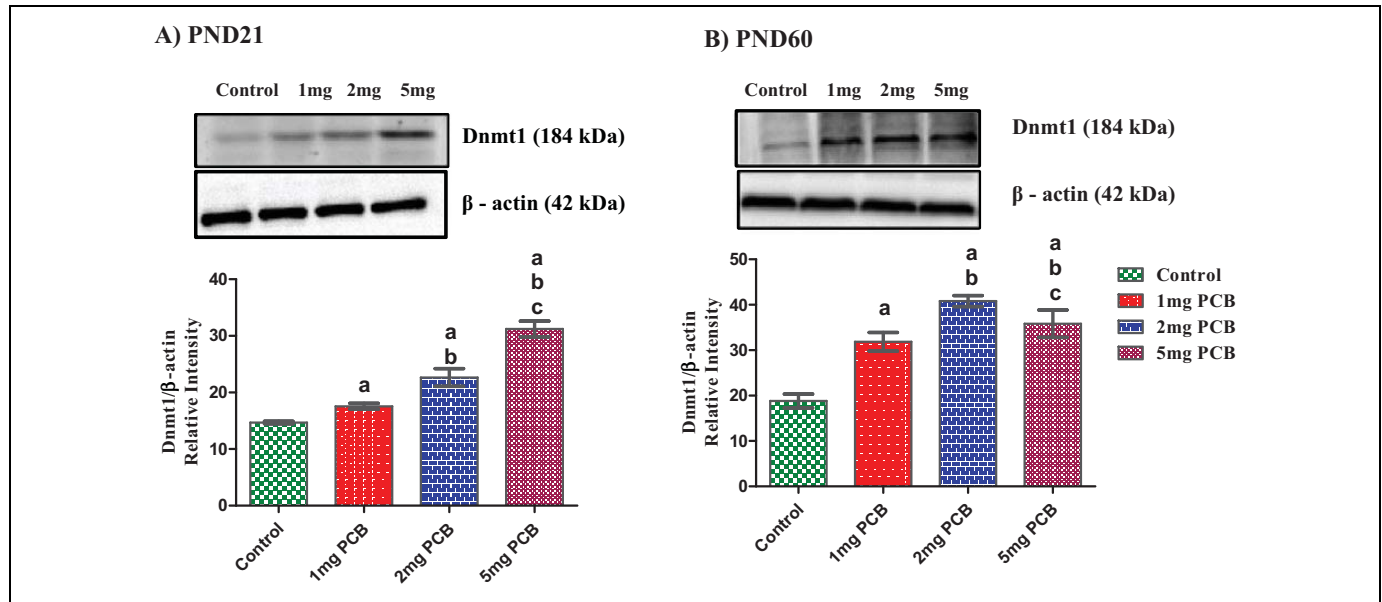 A) PND21
Control 1mg 2mg 5mg
Dnmt1 (184 kDa)
β - actin (42 kDa)
40
30
20
10
0
Dnmt1/β-actin
Relative Intensity
a
a
b
a
b
c
Control
1mg PCB
2mg PCB
5mg PCB
B) PND60
Control 1mg 2mg 5mg
Dnmt1 (184 kDa)
β - actin (42 kDa)
50
40
30
20
10
0
Dnmt1/β-actin
Relative Intensity
a
a
b
a
b
c
Control
1mg PCB
2mg PCB
5mg PCB
Control
1mg PCB
2mg PCB
5mg PCB